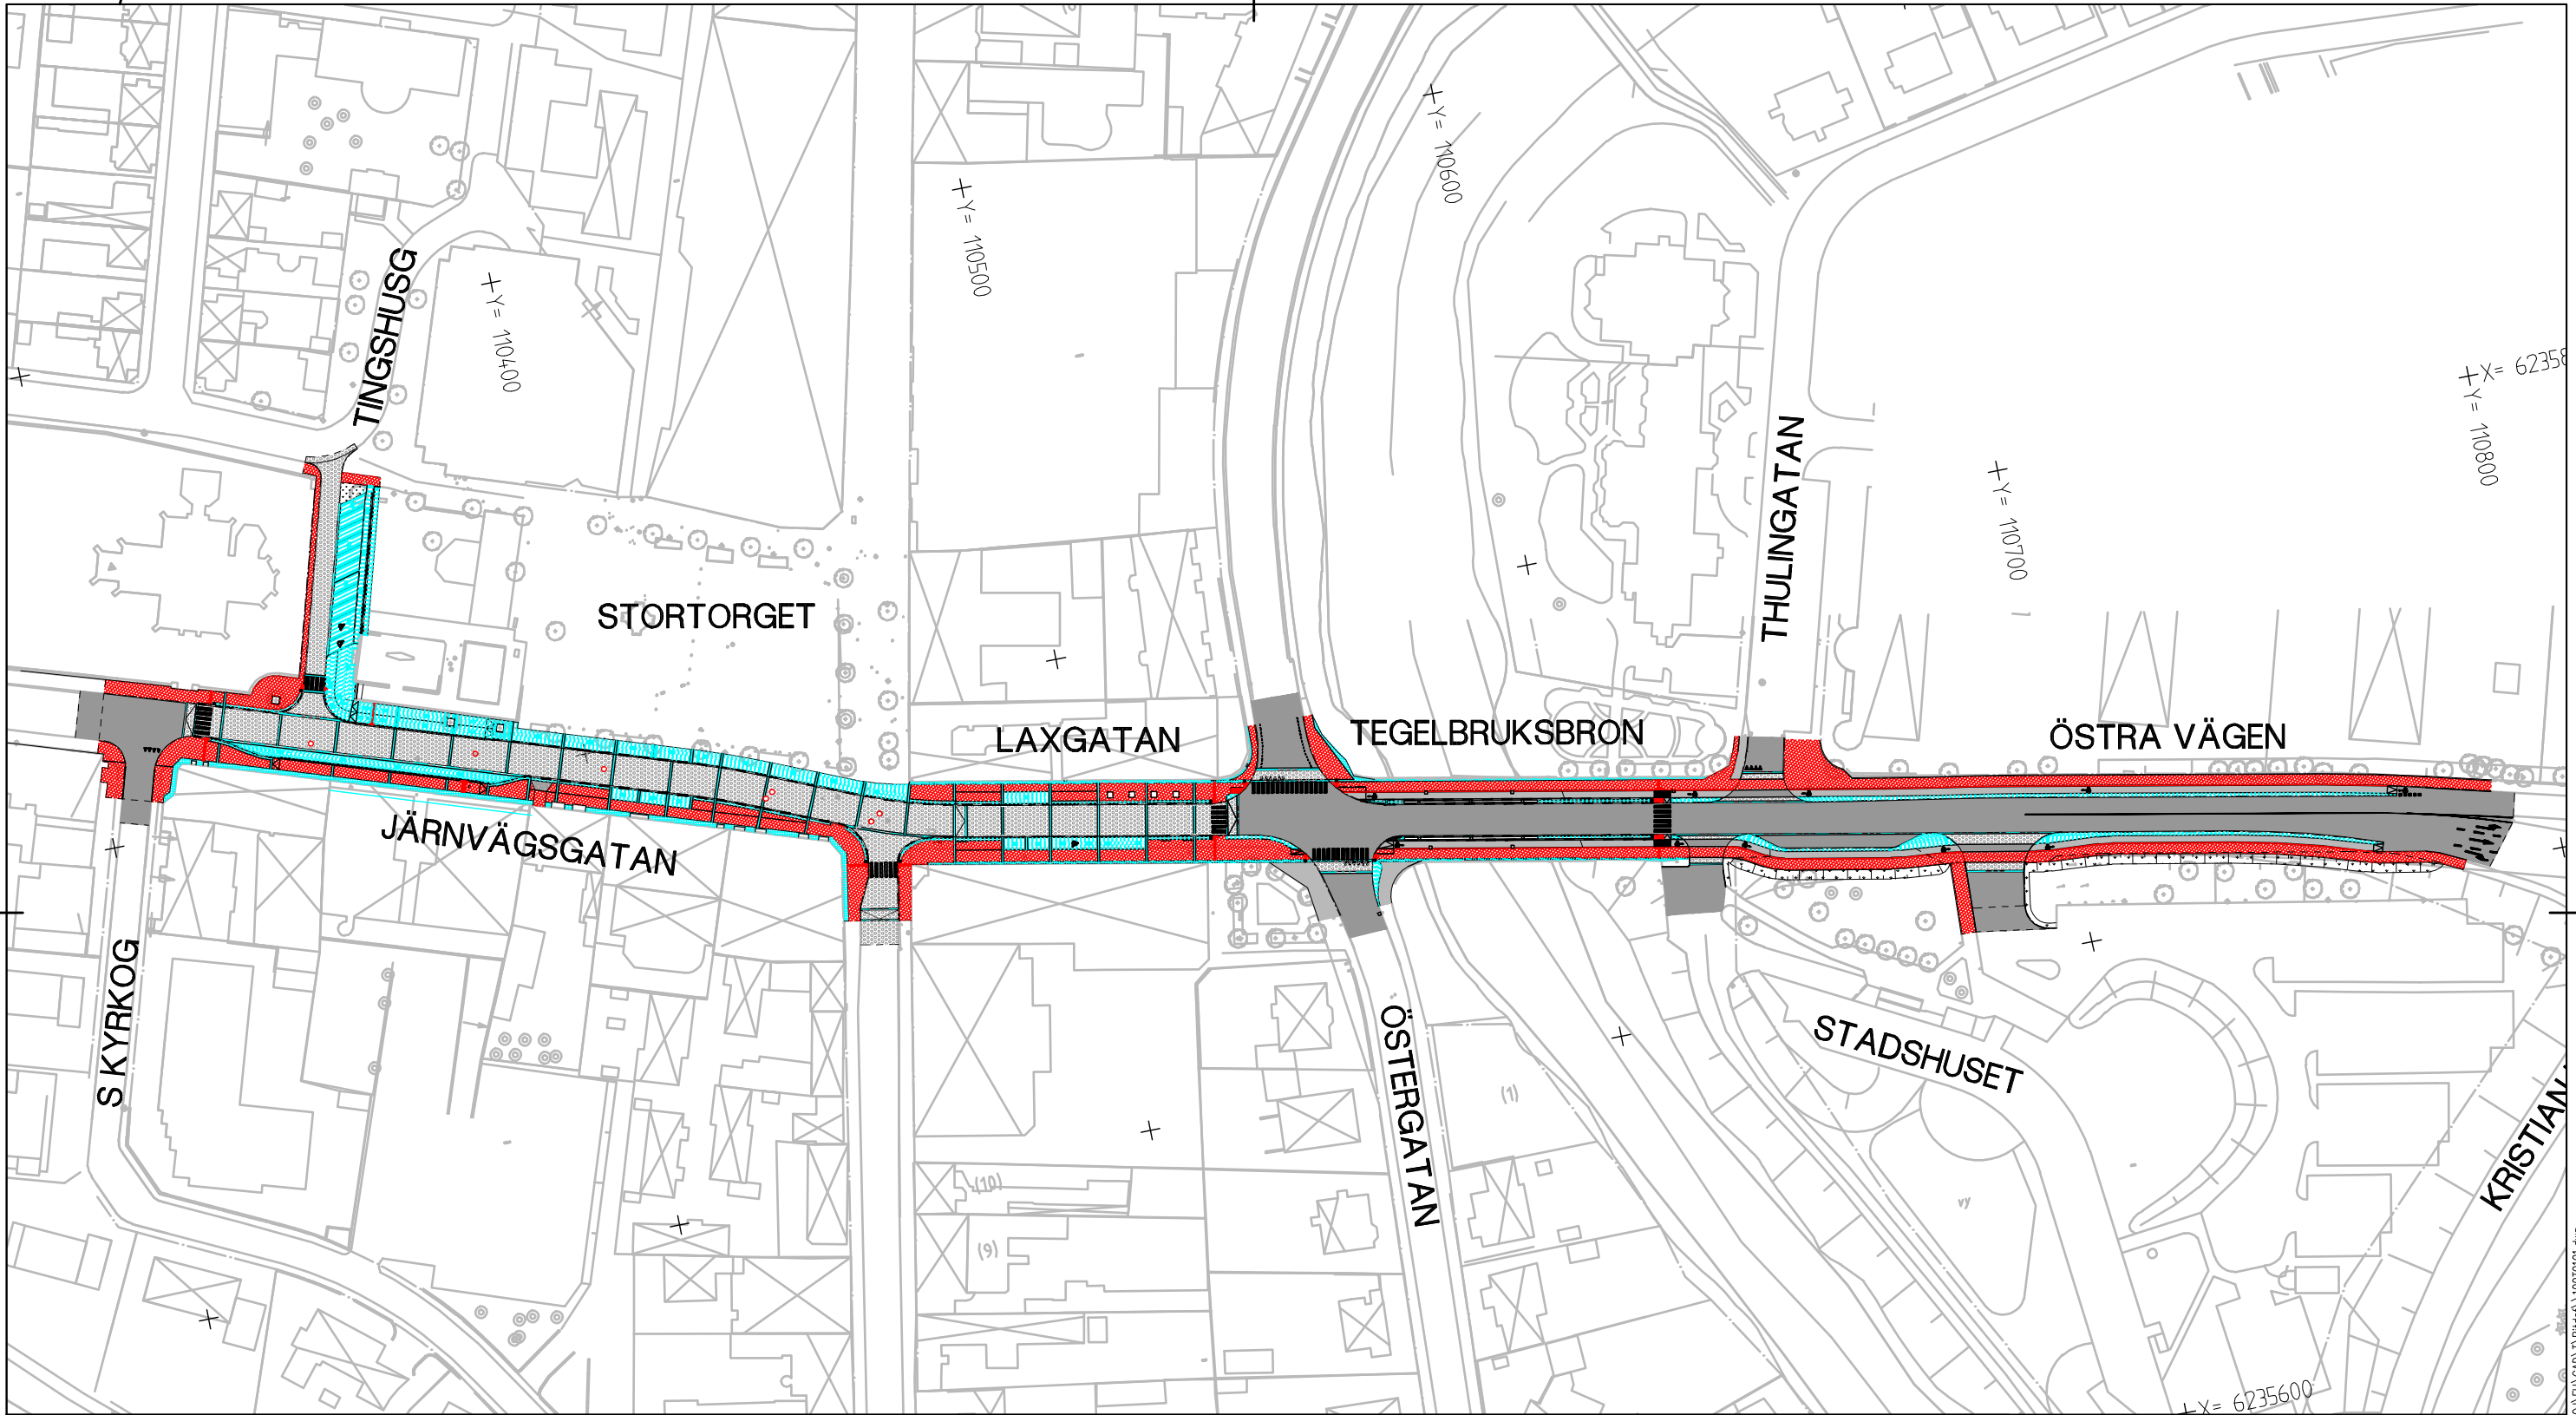 Y= 110600
Y= 110500
TINGSHUSG
Y= 110400
X= 62358
Y= 110800
THULINGATAN
Y= 110700
STORTORGET
LAXGATAN
TEGELBRUKSBRON
ÖSTRA VÄGEN
JÄRNVÄGSGATAN
S KYRKOG
ÖSTERGATAN
STADSHUSET
KRISTIAN
(1)
(10)
(9)
vy
X= 6235600